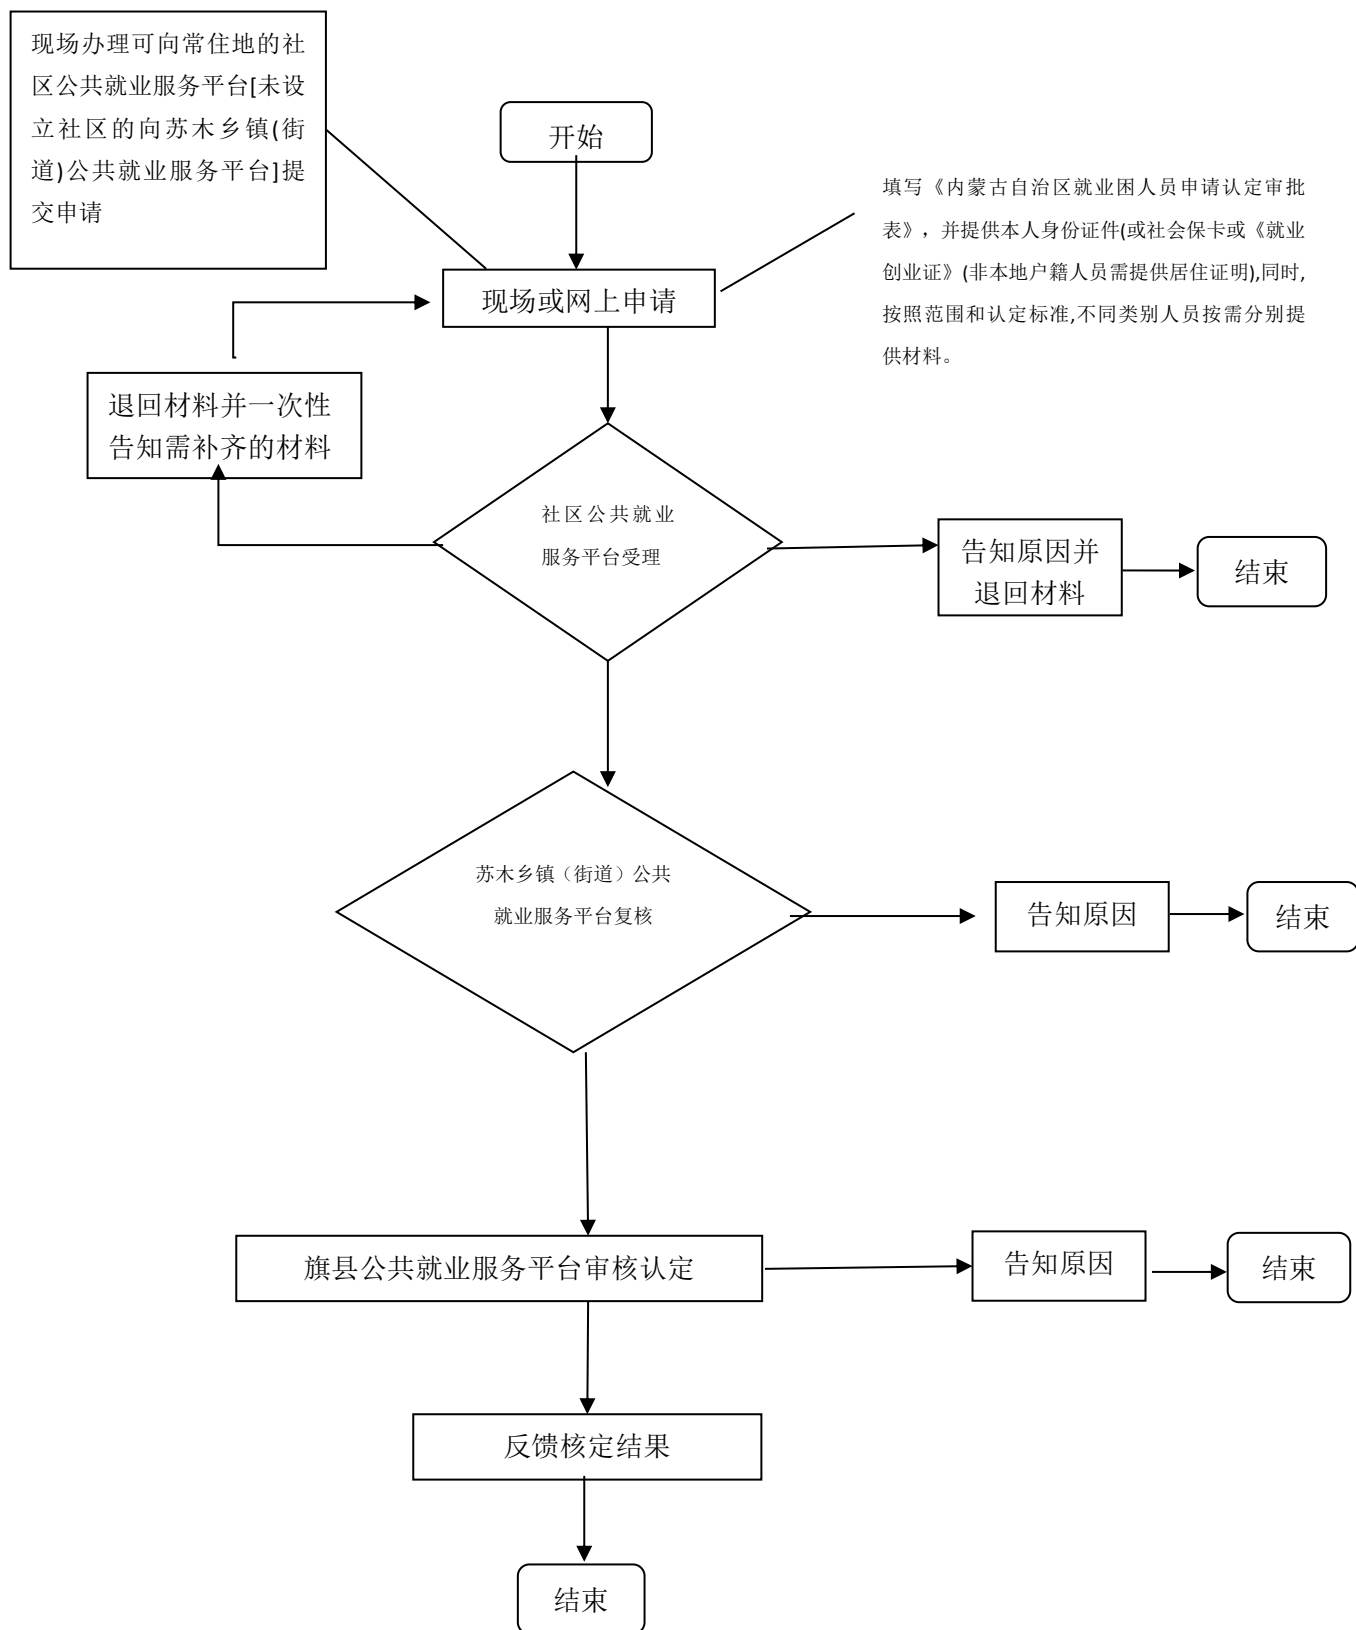 现场办理可向常住地的社
区公共就业服务平台[未设
立社区的向苏木乡镇(街
道)公共就业服务平台]提
交申请
开始
填写《内蒙古自治区就业困人员申请认定审批
表》，并提供本人身份证件(或社会保卡或《就业
创业证》(非本地户籍人员需提供居住证明),同时,
按照范围和认定标准,不同类别人员按需分别提
供材料。
现场或网上申请
退回材料并一次性
告知需补齐的材料
社区公共就业
服务平台受理
告知原因并
退回材料
结束
苏木乡镇（街道）公共
就业服务平台复核
告知原因
结束
旗县公共就业服务平台审核认定
告知原因
结束
反馈核定结果
结束